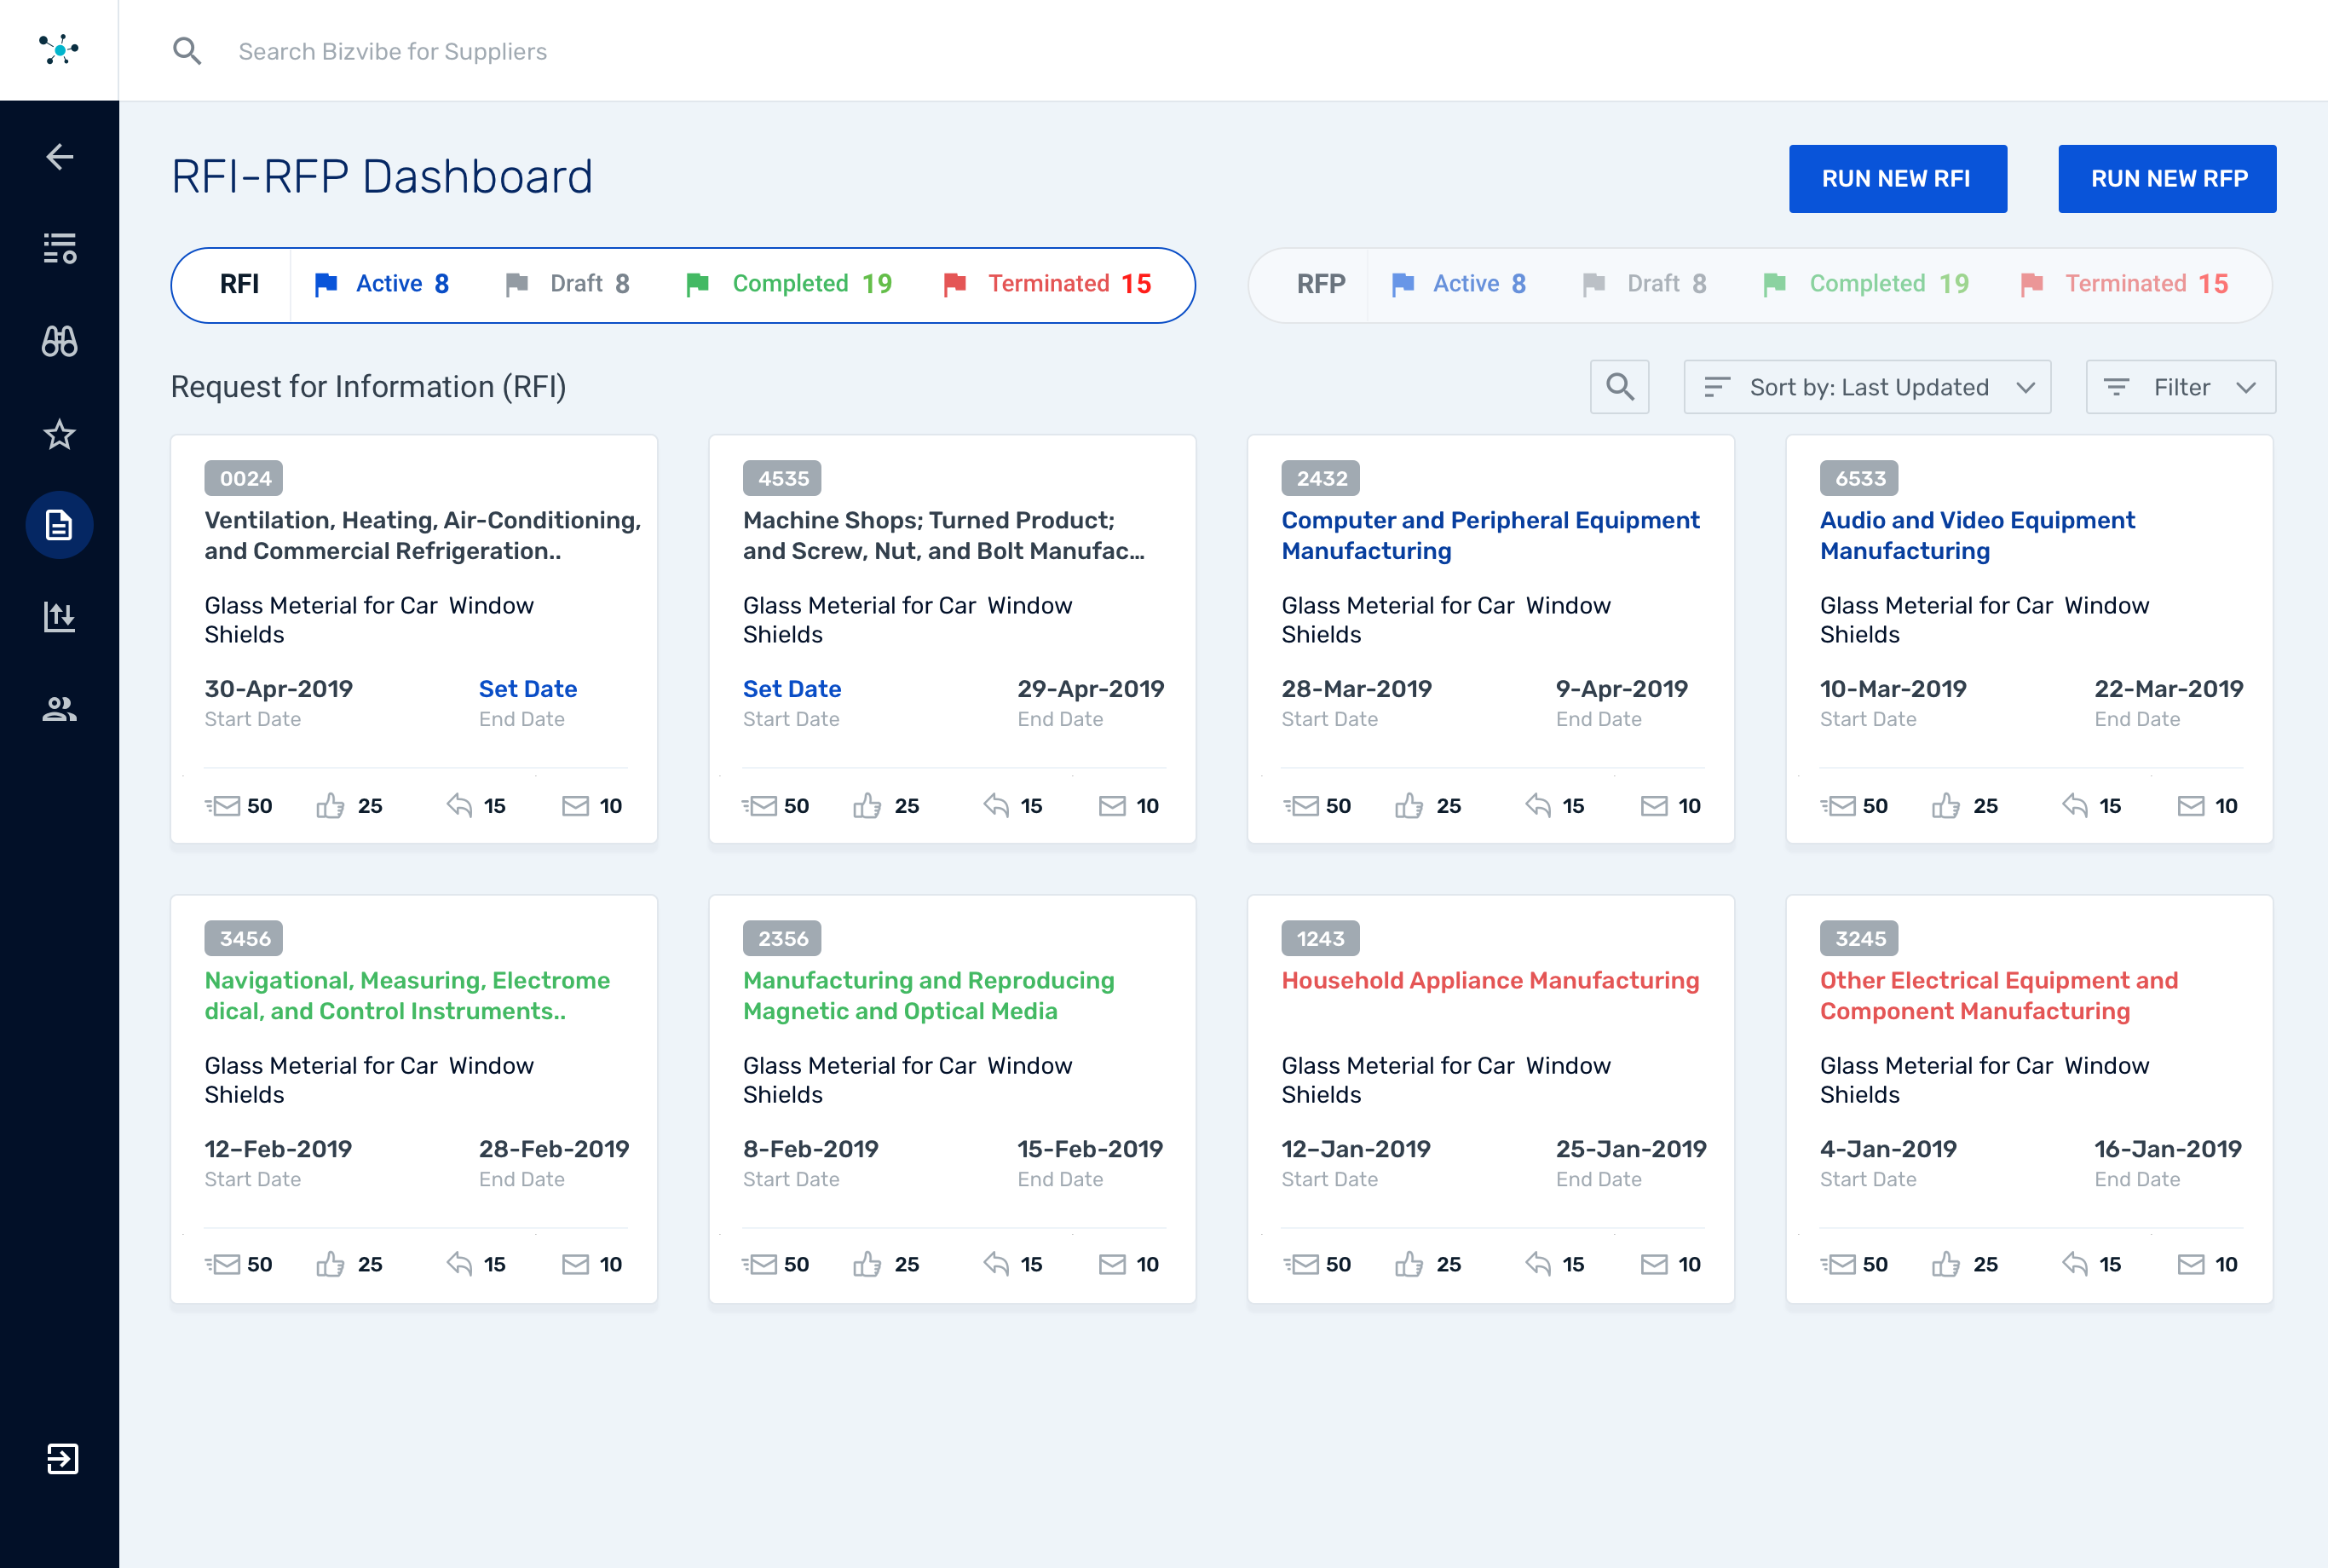 Search Bizvibe for Suppliers
RFI-RFP Dashboard
RUN NEW RFI
RUN NEW RFP
RFI Active 8 Draft 8 Completed 19 Terminated 15
RFP Active 8 Draft 8 Completed 19 Terminated 15
Request for Information (RFI)
Sort by: Last Updated
Filter
0024
Ventilation, Heating, Air-Conditioning,
and Commercial Refrigeration..
Glass Meterial for Car Window
Shields
30-Apr-2019 Set Date
Start Date End Date
50 25 15 10
4535
Machine Shops; Turned Product;
and Screw, Nut, and Bolt Manufac...
Glass Meterial for Car Window
Shields
Set Date 29-Apr-2019
Start Date End Date
50 25 15 10
2432
Computer and Peripheral Equipment
Manufacturing
Glass Meterial for Car Window
Shields
28-Mar-2019 9-Apr-2019
Start Date End Date
50 25 15 10
6533
Audio and Video Equipment
Manufacturing
Glass Meterial for Car Window
Shields
10-Mar-2019 22-Mar-2019
Start Date End Date
50 25 15 10
3456
Navigational, Measuring, Electrome
dical, and Control Instruments..
Glass Meterial for Car Window
Shields
12–Feb-2019 28-Feb-2019
Start Date End Date
50 25 15 10
2356
Manufacturing and Reproducing
Magnetic and Optical Media
Glass Meterial for Car Window
Shields
8-Feb-2019 15-Feb-2019
Start Date End Date
50 25 15 10
1243
Household Appliance Manufacturing
Glass Meterial for Car Window
Shields
12–Jan-2019 25-Jan-2019
Start Date End Date
50 25 15 10
3245
Other Electrical Equipment and
Component Manufacturing
Glass Meterial for Car Window
Shields
4-Jan-2019 16-Jan-2019
Start Date End Date
50 25 15 10